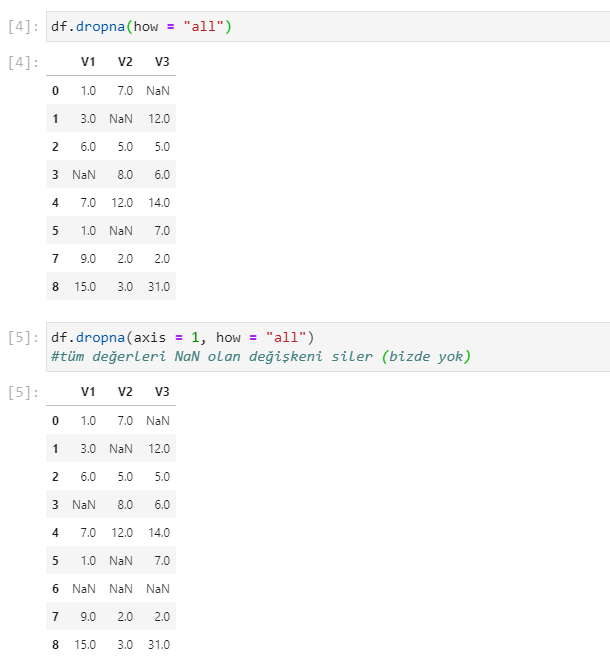 [4]: df.dropna(how = "all")
[4]: V1 V2 V3
0 1.0 7.0 NaN
1 3.0 NaN 12.0
2 6.0 5.0 5.0
3 NaN 8.0 6.0
4 7.0 12.0 14.0
5 1.0 NaN 7.0
7 9.0 2.0 2.0
8 15.0 3.0 31.0
[5]: df.dropna(axis = 1, how = "all")
#tüm değerleri NaN olan değişkeni siler (bizde yok)
[5]: V1 V2 V3
0 1.0 7.0 NaN
1 3.0 NaN 12.0
2 6.0 5.0 5.0
3 NaN 8.0 6.0
4 7.0 12.0 14.0
5 1.0 NaN 7.0
6 NaN NaN NaN
7 9.0 2.0 2.0
8 15.0 3.0 31.0